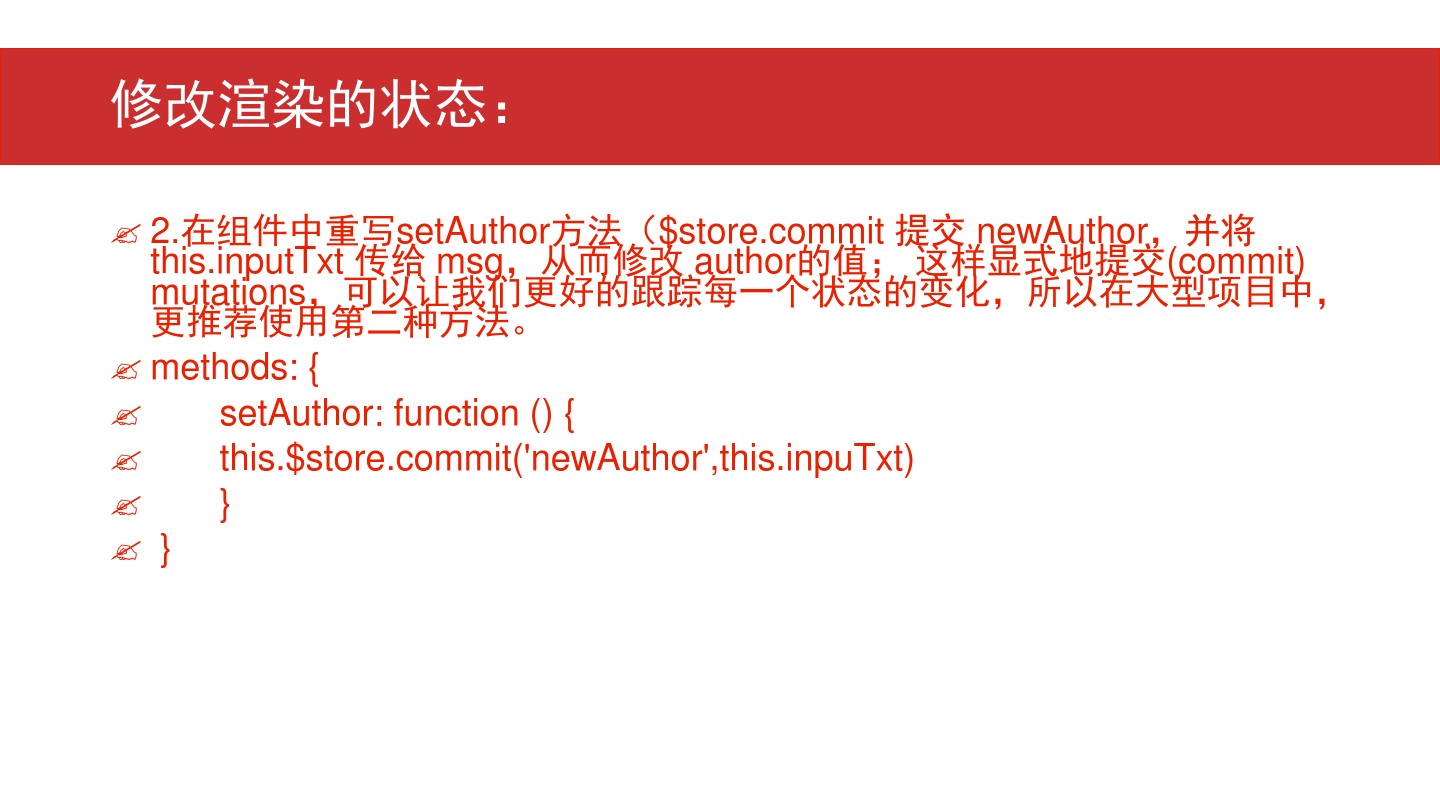 修改渲染的状态：
2.在组件中重写setAuthor方法（$store.commit 提交 newAuthor，并将
this.inputTxt 传给 msg，从而修改 author的值； 这样显式地提交(commit)
mutations，可以让我们更好的跟踪每一个状态的变化，所以在大型项目中，
更推荐使用第二种方法。
methods: {
setAuthor: function () {
this.$store.commit('newAuthor',this.inpuTxt)
}
}